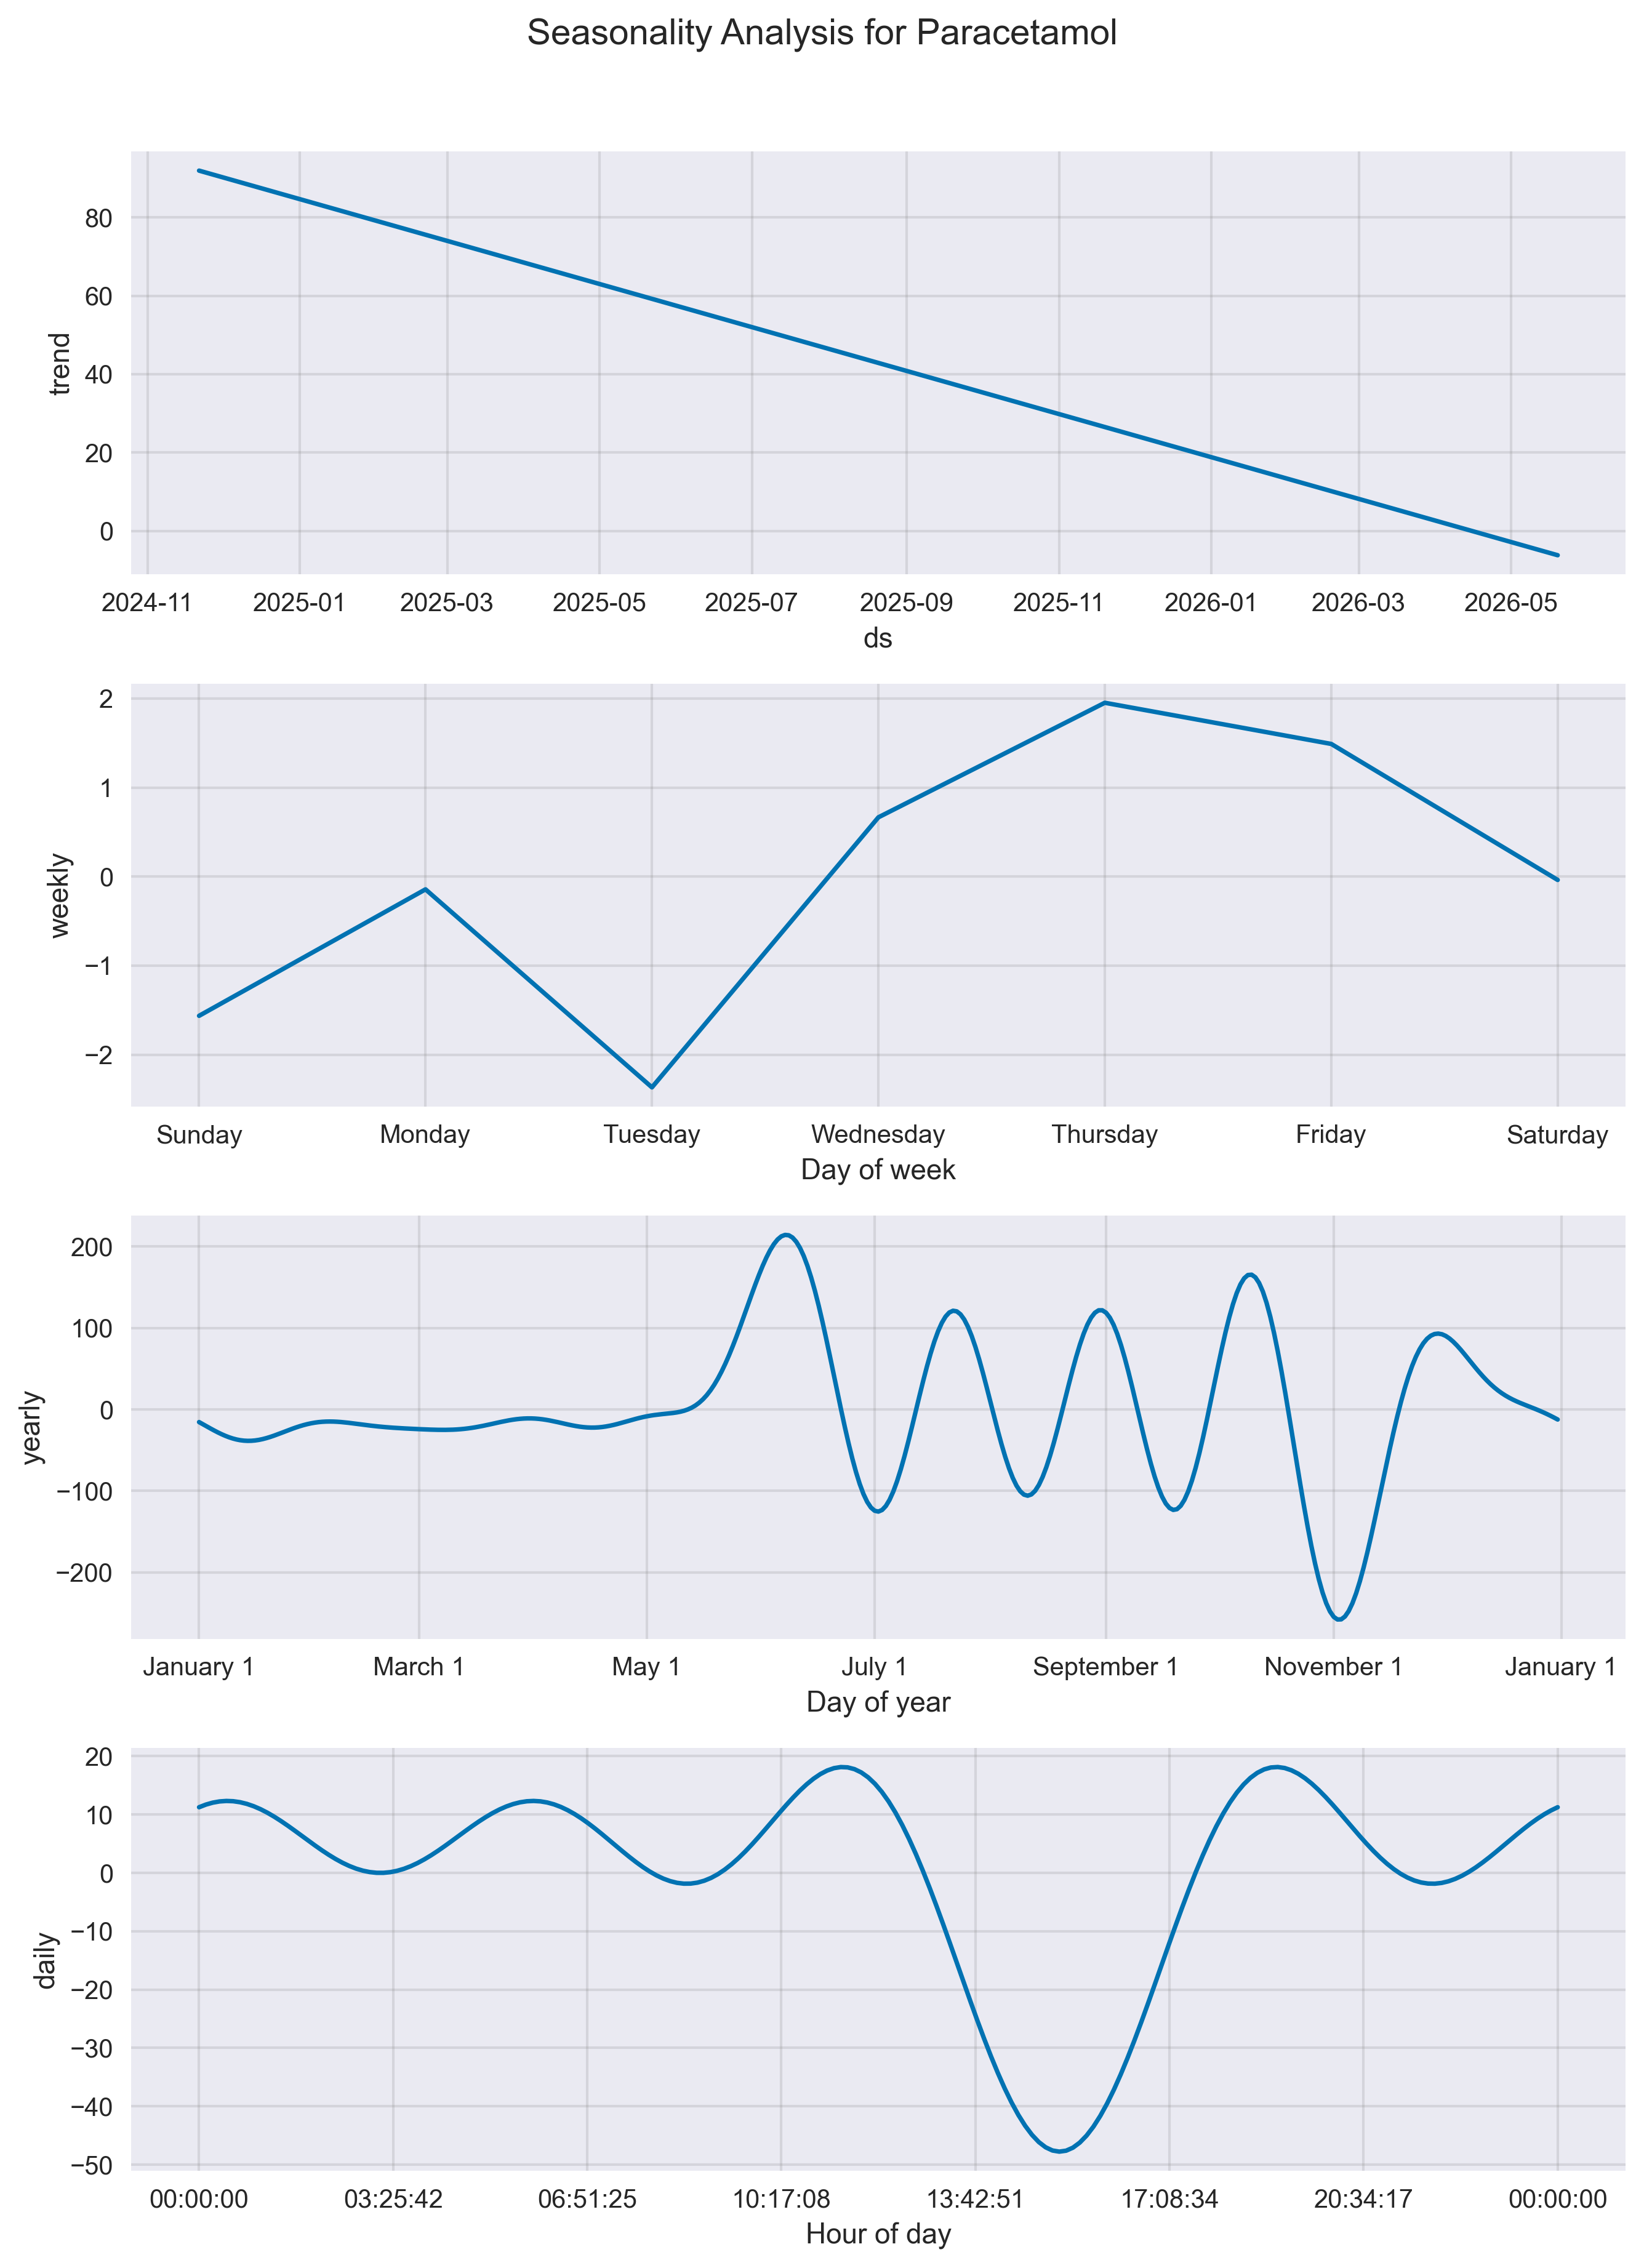 Seasonality Analysis for Paracetamol
80
60
40
20
0
trend
2024-11 2025-01 2025-03 2025-05 2025-07 2025-09 2025-11 2026-01 2026-03 2026-05
ds
2
1
0
−1
−2
weekly
Sunday Monday Tuesday Wednesday Thursday Friday Saturday
Day of week
200
100
0
−100
−200
yearly
January 1 March 1 May 1 July 1 September 1 November 1 January 1
Day of year
20
10
0
−10
−20
−30
−40
−50
daily
00:00:00 03:25:42 06:51:25 10:17:08 13:42:51 17:08:34 20:34:17 00:00:00
Hour of day